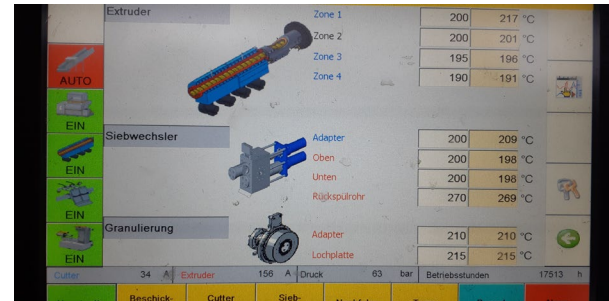 Extruder
Zone 1 200 217 °C
Zone 2 200 201 °C
Zone 3 195 196 °C
Zone 4 190 191 °C
AUTO
EIN
Siebwechsler
Adapter 200 209 °C
Oben 200 198 °C
Unten 200 198 °C
Rückspülrohr 270 269 °C
EIN
EIN
Granulierung
Adapter 210 210 °C
Lochplatte 215 215 °C
EIN
Cutter 34 A Extruder 156 A Druck 63 bar Betriebsstunden 17513 h
Beschick- Cutter Sieb-